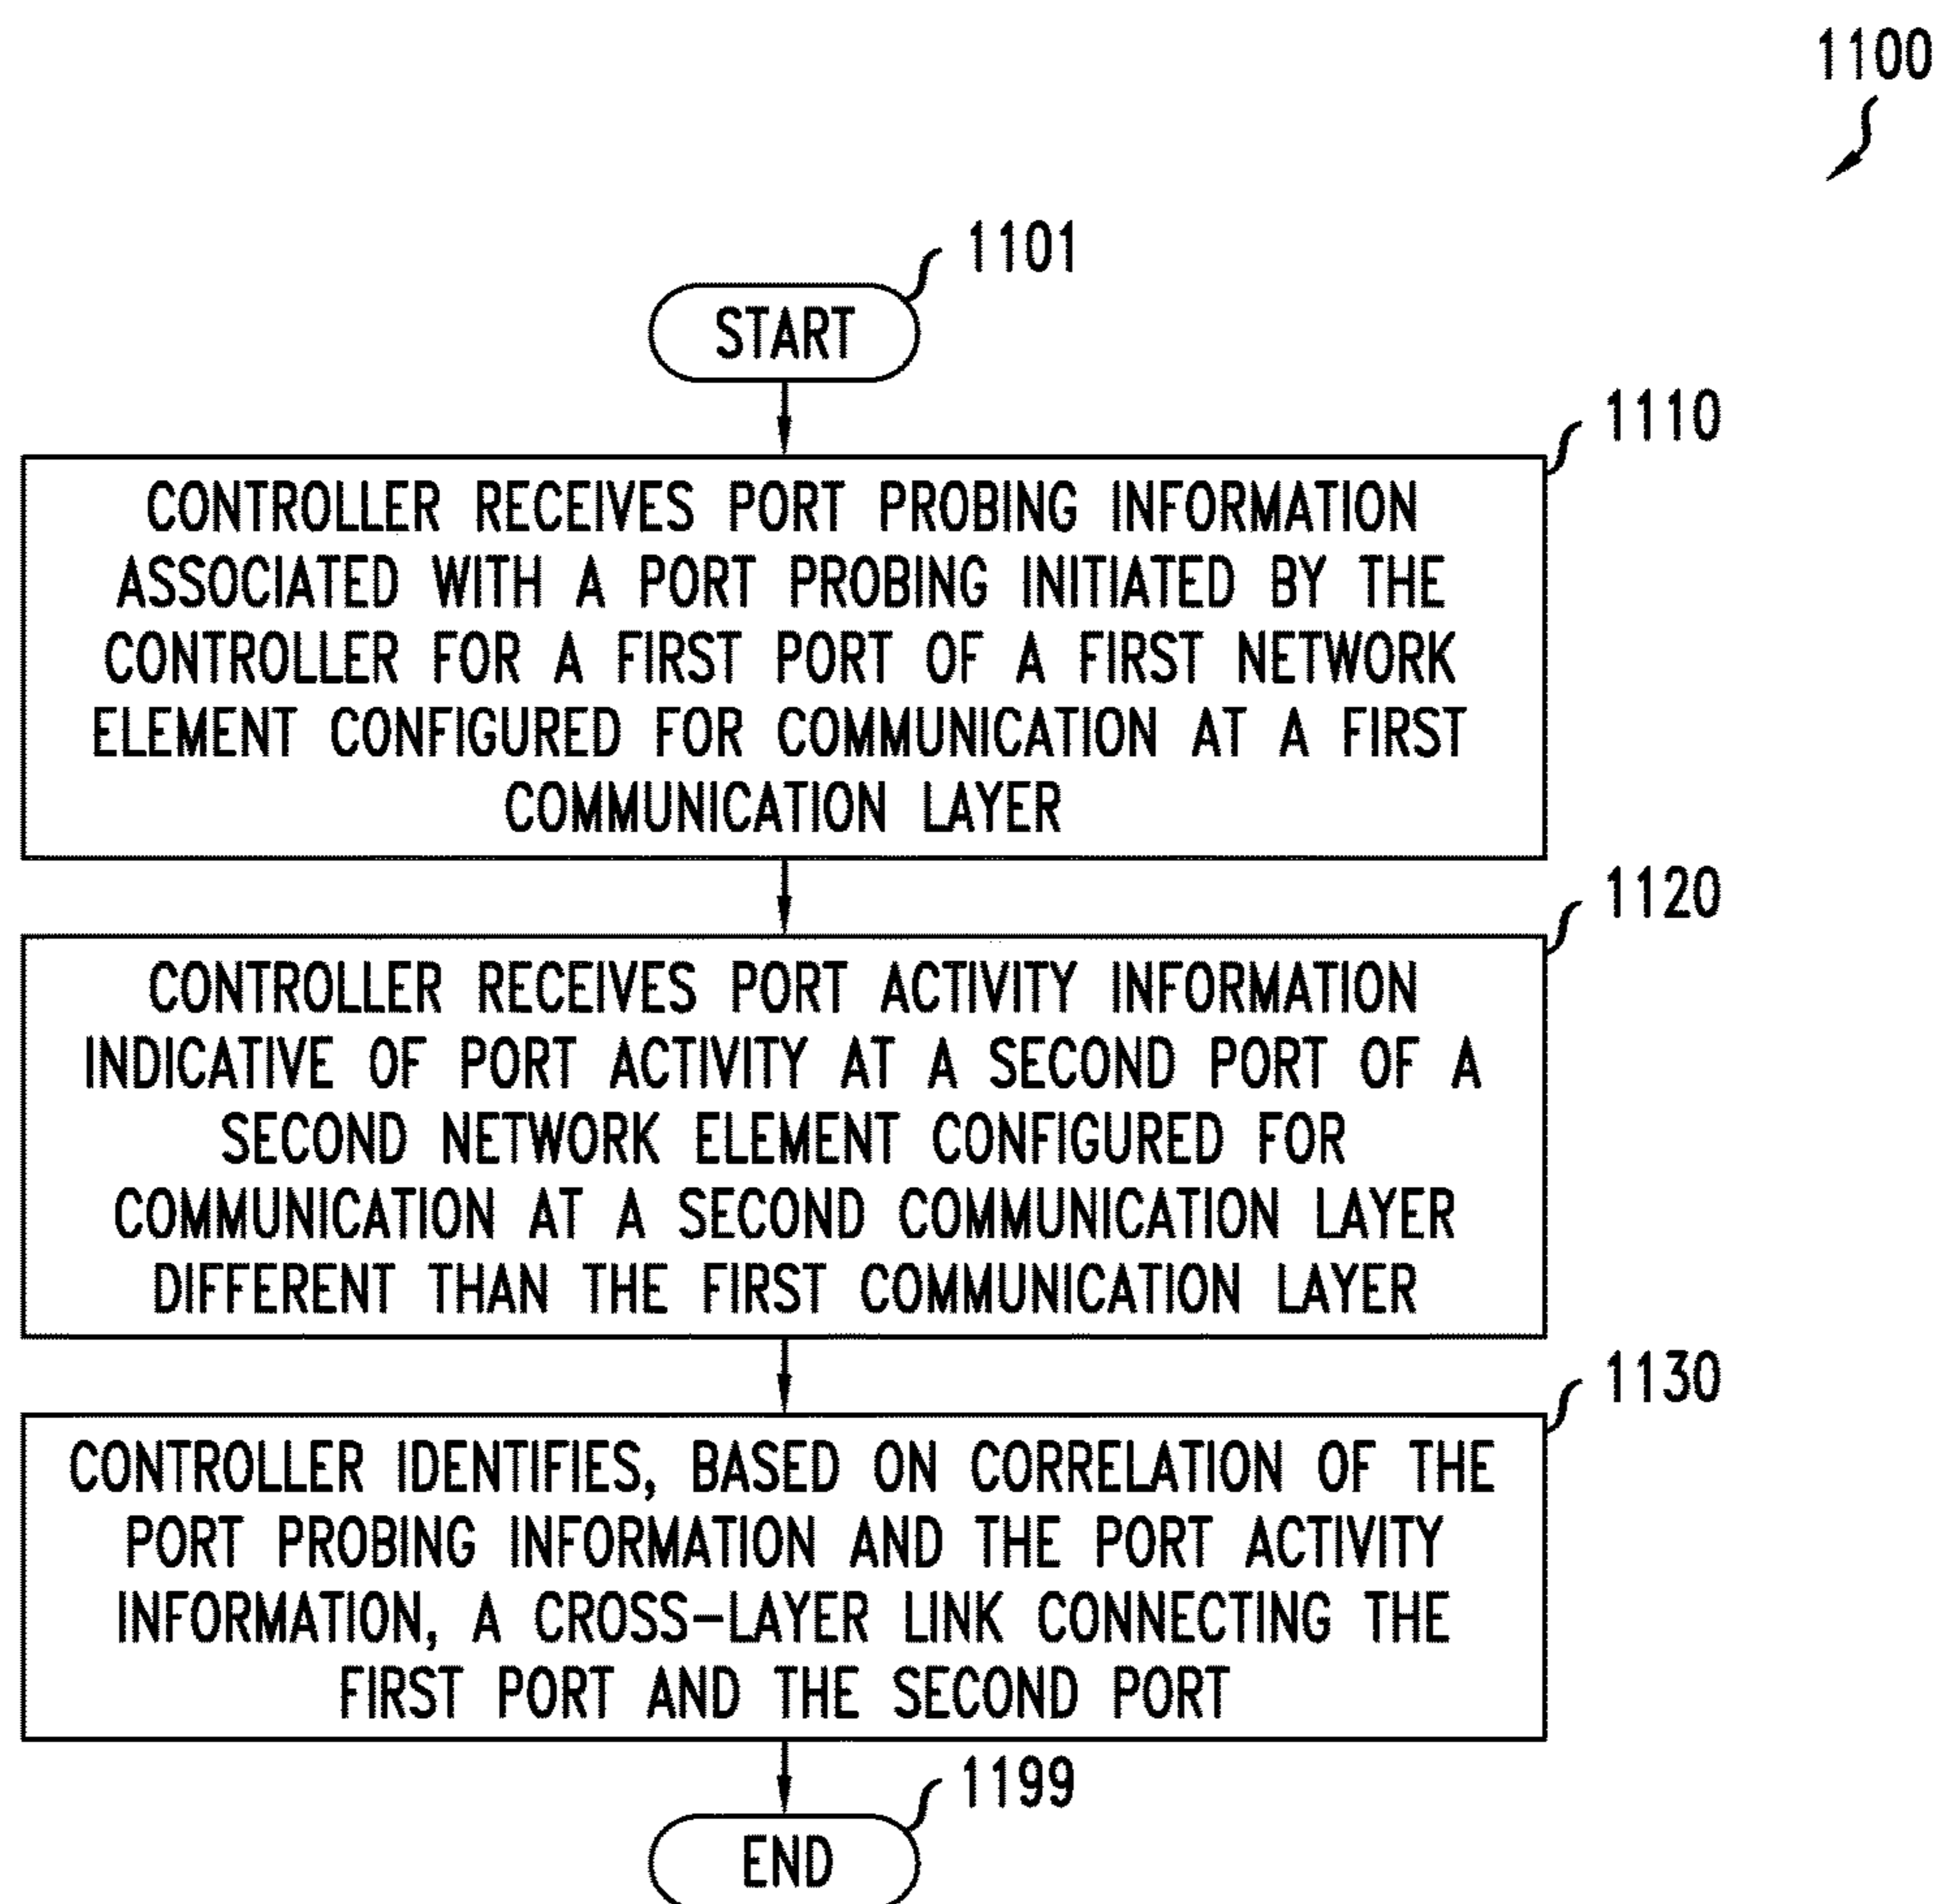 1100
1101
START
1110
CONTROLLER RECEIVES PORT PROBING INFORMATION
ASSOCIATED WITH A PORT PROBING INITIATED BY THE
CONTROLLER FOR A FIRST PORT OF A FIRST NETWORK
ELEMENT CONFIGURED FOR COMMUNICATION AT A FIRST
COMMUNICATION LAYER
1120
CONTROLLER RECEIVES PORT ACTIVITY INFORMATION
INDICATIVE OF PORT ACTIVITY AT A SECOND PORT OF A
SECOND NETWORK ELEMENT CONFIGURED FOR
COMMUNICATION AT A SECOND COMMUNICATION LAYER
DIFFERENT THAN THE FIRST COMMUNICATION LAYER
1130
CONTROLLER IDENTIFIES, BASED ON CORRELATION OF THE
PORT PROBING INFORMATION AND THE PORT ACTIVITY
INFORMATION, A CROSS-LAYER LINK CONNECTING THE
FIRST PORT AND THE SECOND PORT
1199
END